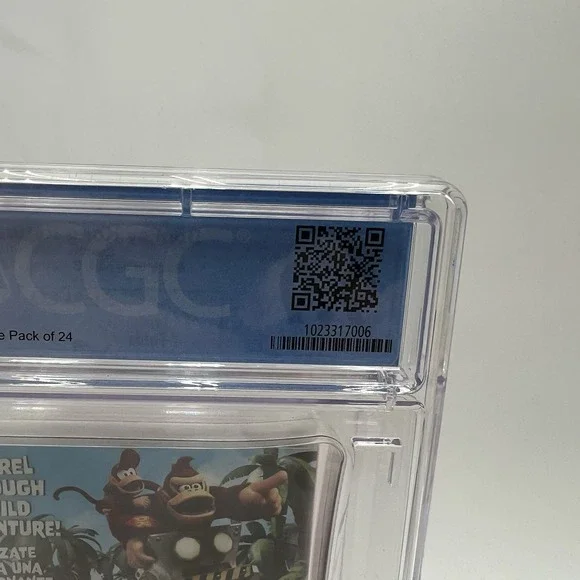 CGC®
1023317006
e Pack of 24
REL
OUGH
ILD
NTURE!
ZATE
A UNA